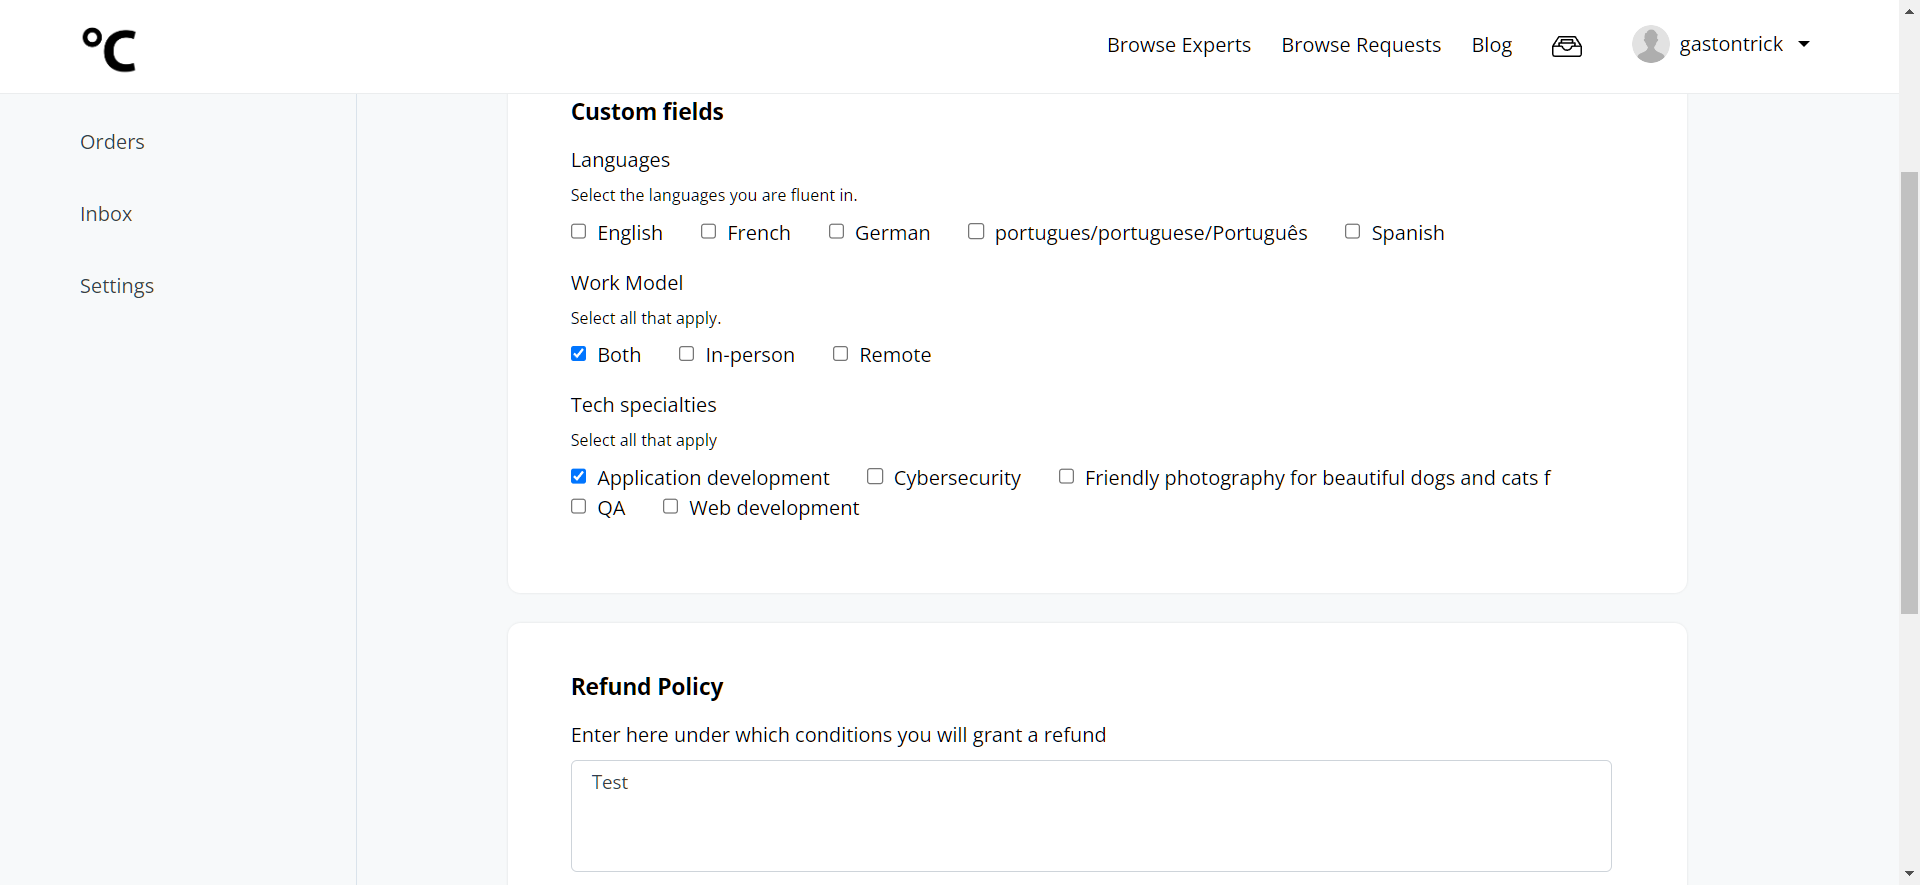 °C
Browse Experts Browse Requests Blog gastontrick
Orders
Inbox
Settings
Custom fields
Languages
Select the languages you are fluent in.
English French German portugues/portuguese/Português Spanish
Work Model
Select all that apply.
Both In-person Remote
Tech specialties
Select all that apply
Application development Cybersecurity Friendly photography for beautiful dogs and cats f
QA Web development
Refund Policy
Enter here under which conditions you will grant a refund
Test